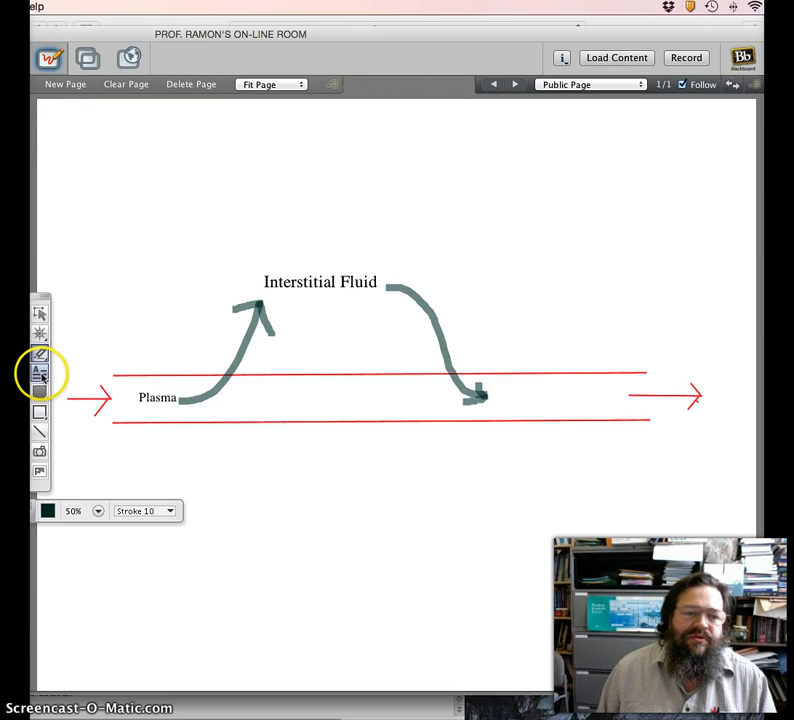 elp
PROF. RAMON'S ON-LINE ROOM
Load Content
Record
Bb
Blackboard
New Page
Clear Page
Delete Page
Fit Page
Public Page
1/1
Follow
Interstitial Fluid
Plasma
50%
Stroke 10
Screencast-O-Matic.com